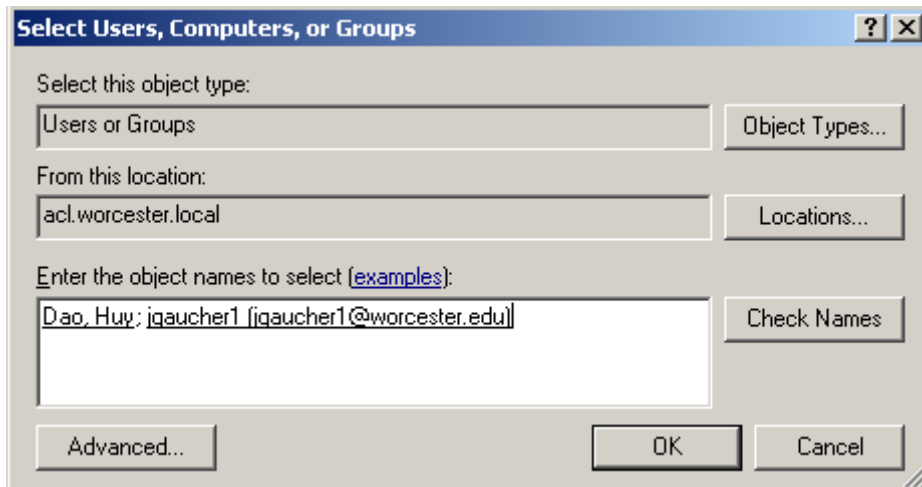 Select Users, Computers, or Groups
Select this object type:
Users or Groups
Object Types...
From this location:
acl.worcester.local
Locations...
Enter the object names to select (examples):
Dao, Huy; jgaucher1 (jgaucher1@worcester.edu)
Check Names
Advanced...
OK
Cancel